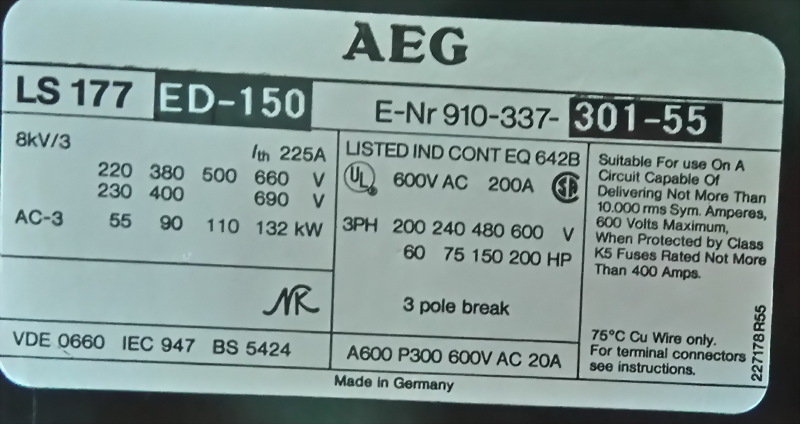 AEG
LS 177 ED-150 E-Nr 910-337-301-55
8kV/3 Ith 225A
220 380 500 660 V
230 400 690 V
AC-3 55 90 110 132 kW
VDE 0660 IEC 947 BS 5424
LISTED IND CONT EQ 642B
UL 600V AC 200A
3PH 200 240 480 600 V
60 75 150 200 HP
3 pole break
A600 P300 600V AC 20A
Suitable For use On A
Circuit Capable Of
Delivering Not More Than
10.000 rms Sym. Amperes,
600 Volts Maximum,
When Protected by Class
K5 Fuses Rated Not More
Than 400 Amps.
75°C Cu Wire only.
For terminal connectors
see instructions.
227178R55
Made in Germany